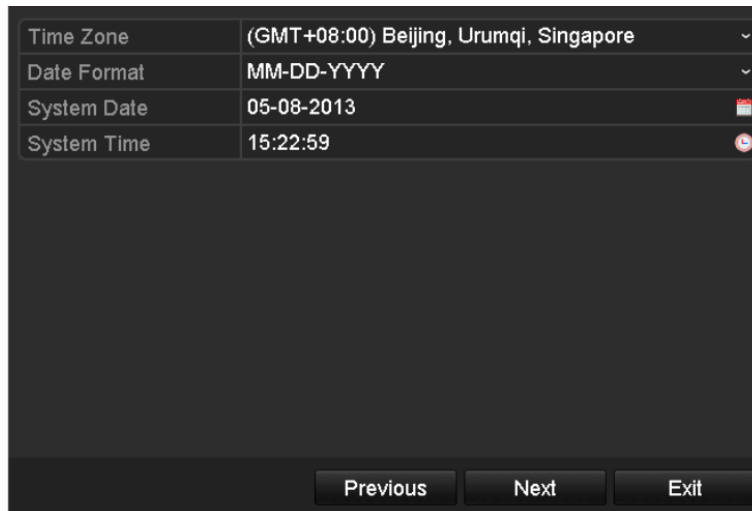 Time Zone (GMT+08:00) Beijing, Urumqi, Singapore
Date Format MM-DD-YYYY
System Date 05-08-2013
System Time 15:22:59
Previous Next Exit